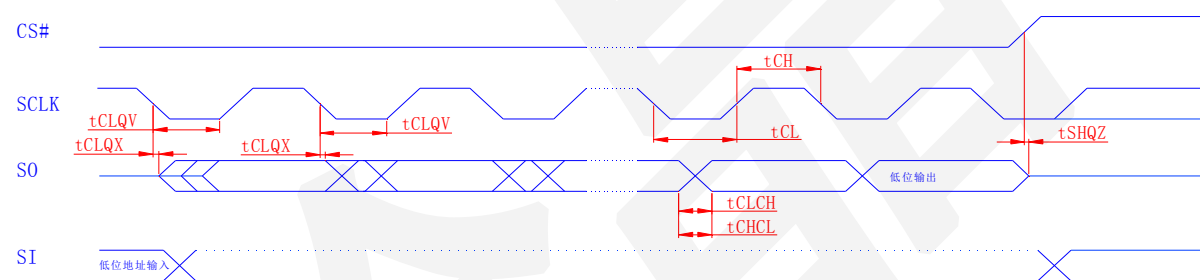 CS#
tCH
SCLK
tCLQV
tCLQV
tCL
tCLQX
tCLQX
tSHQZ
SO
低位输出
tCLCH
tCHCL
SI
低位地址输入